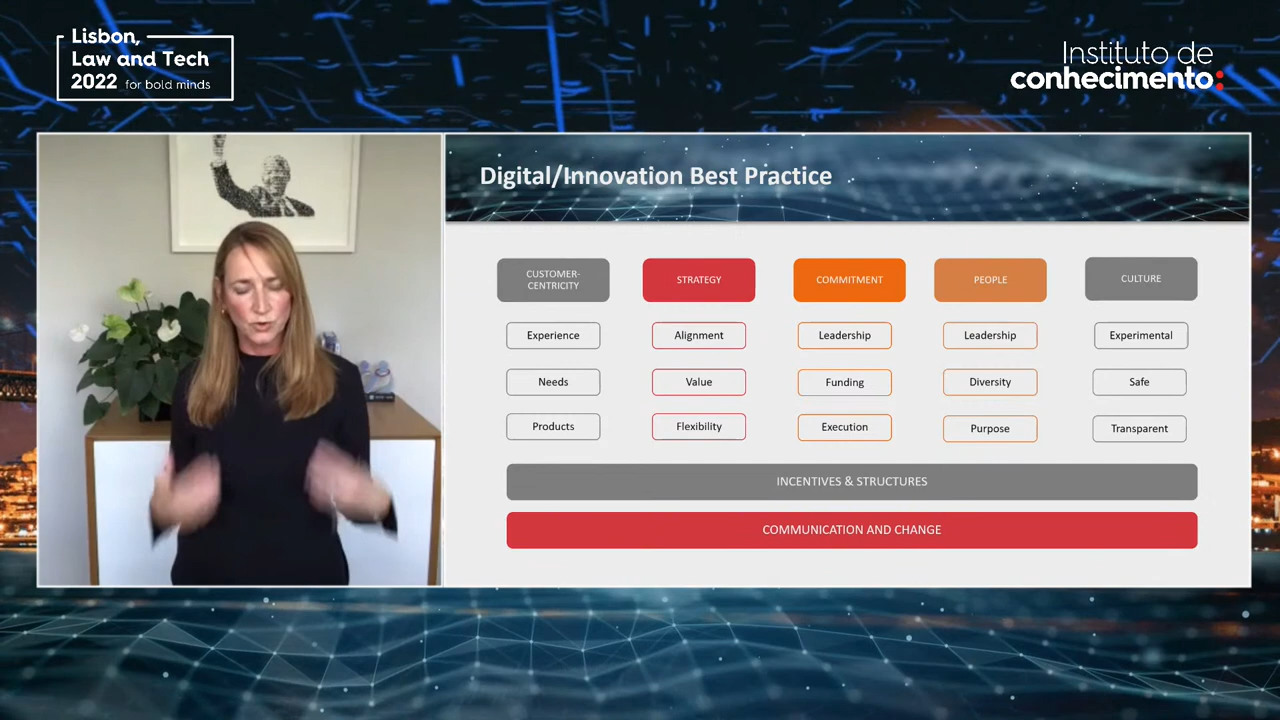 Lisbon,
Law and Tech
2022 for bold minds
Instituto de
conhecimento:
Digital/Innovation Best Practice
CUSTOMER-
CENTRICITY
STRATEGY
COMMITMENT
PEOPLE
CULTURE
Experience
Alignment
Leadership
Leadership
Experimental
Needs
Value
Funding
Diversity
Safe
Products
Flexibility
Execution
Purpose
Transparent
INCENTIVES & STRUCTURES
COMMUNICATION AND CHANGE